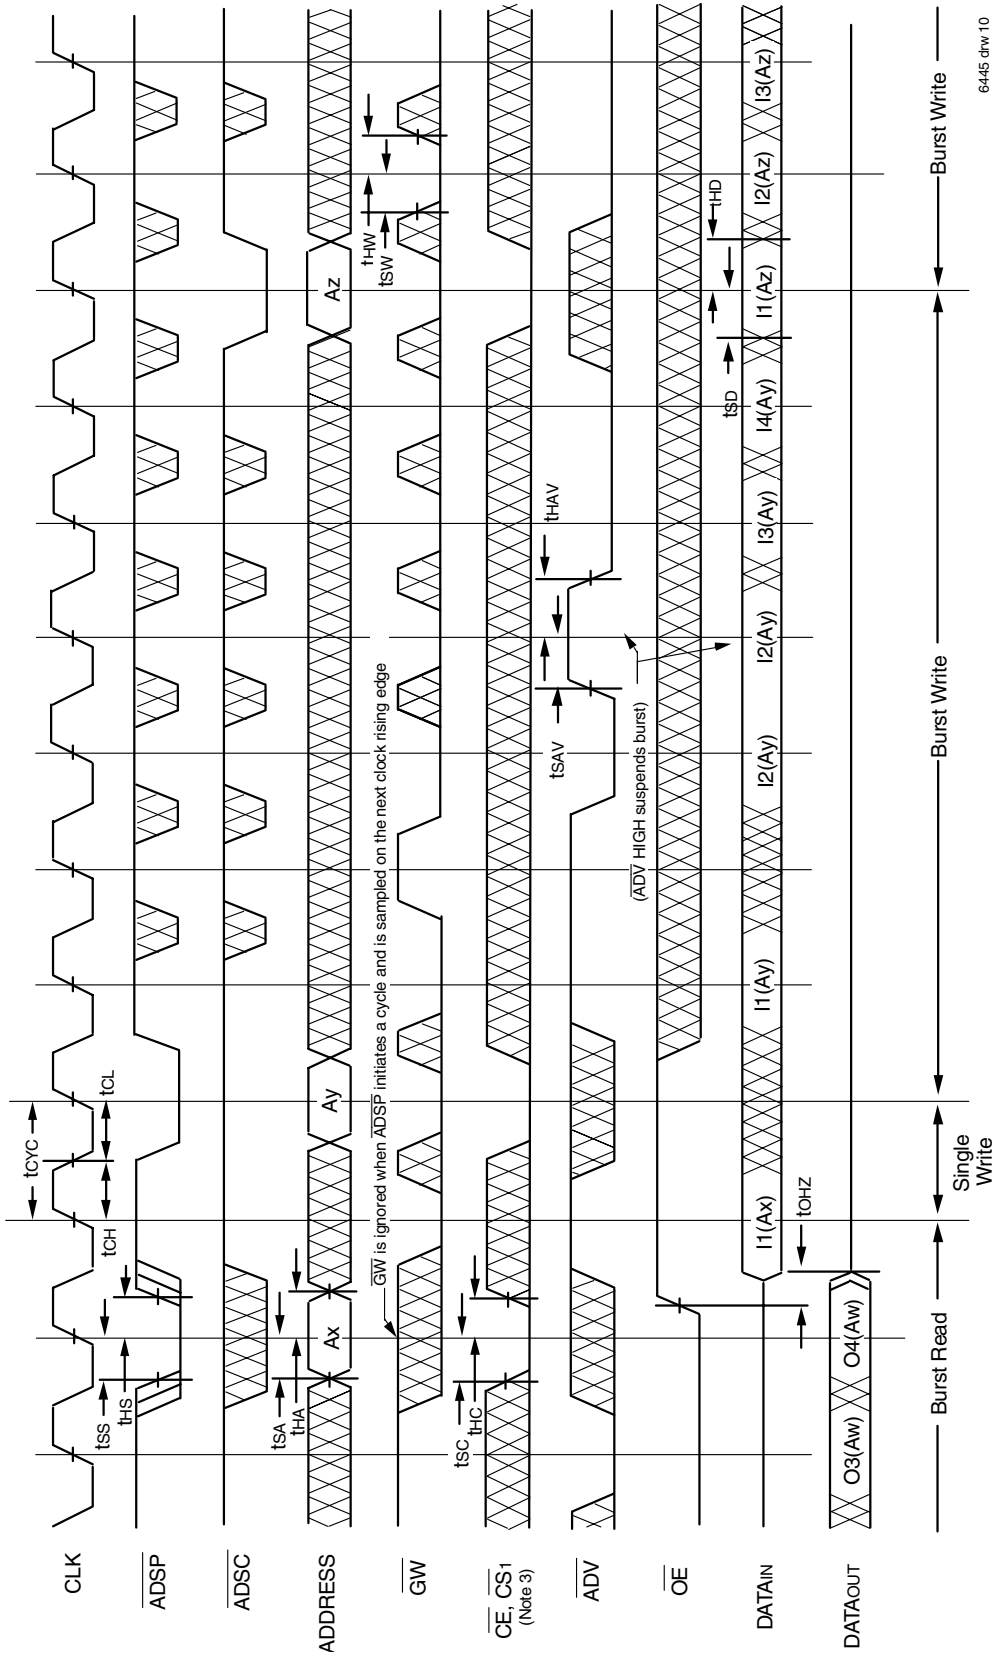 CLK
tCYC
tCH
tCL
ADSP
tSS
tHS
ADSC
ADDRESS
tSA
tHA
Ax
Ay
Az
GW
GW is ignored when ADSP initiates a cycle and is sampled on the next clock rising edge
tHW
tSW
CE, CS1
(Note 3)
tSC
tHC
ADV
tSAV
tHAV
(ADV HIGH suspends burst)
OE
DATAIN
I1(Ax)
I1(Ay)
I2(Ay)
I2(Ay)
I3(Ay)
I4(Ay)
I1(Az)
I2(Az)
I3(Az)
tSD
tHD
DATAOUT
O3(Aw)
O4(Aw)
tOHZ
Burst Read
Single
Write
Burst Write
Burst Write
6445 drw 10